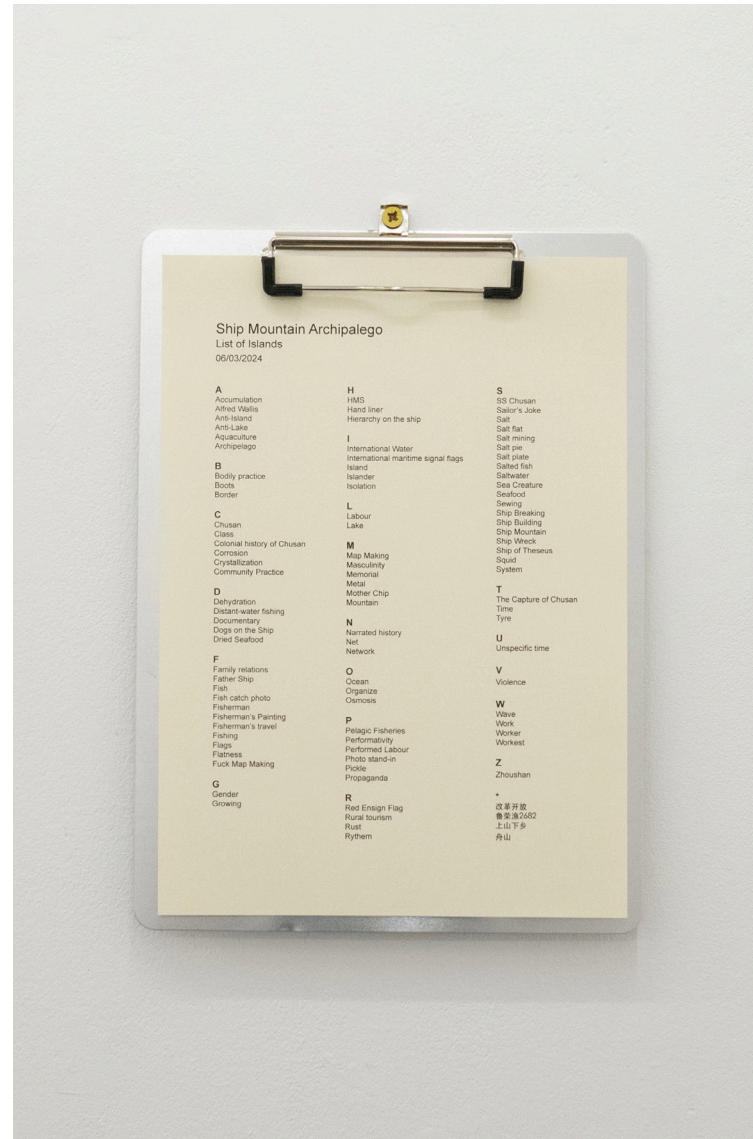 Ship Mountain Archipalego
List of Islands
06/03/2024
A
Accumulation
Alfred Wallis
Anti-Island
Anti-Lake
Aquaculture
Archipelago
B
Bodily practice
Boots
Border
C
Chusan
Class
Colonial history of Chusan
Corrosion
Crystallization
Community Practice
D
Dehydration
Distant-water fishing
Documentary
Dogs on the Ship
Dried Seafood
F
Family relations
Father Ship
Fish
Fish catch photo
Fisherman
Fisherman's Painting
Fisherman's travel
Fishing
Flags
Flatness
Fuck Map Making
G
Gender
Growing
H
HMS
Hand liner
Hierarchy on the ship
I
International Water
International maritime signal flags
Island
Islander
Isolation
L
Labour
Lake
M
Map Making
Masculinity
Memorial
Metal
Mother Chip
Mountain
N
Narrated history
Net
Network
O
Ocean
Organize
Osmosis
P
Pelagic Fisheries
Performativity
Performed Labour
Photo stand-in
Pickle
Propaganda
R
Red Ensign Flag
Rural tourism
Rust
Rythem
S
SS Chusan
Sailor's Joke
Salt
Salt flat
Salt mining
Salt pie
Salt plate
Salted fish
Saltwater
Sea Creature
Seafood
Sewing
Ship Breaking
Ship Building
Ship Mountain
Ship Wreck
Ship of Theseus
Squid
System
T
The Capture of Chusan
Time
Tyre
U
Unspecific time
V
Violence
W
Wave
Work
Worker
Workest
Z
Zhoushan
*
改革开放
鲁荣渔2682
上山下乡
舟山